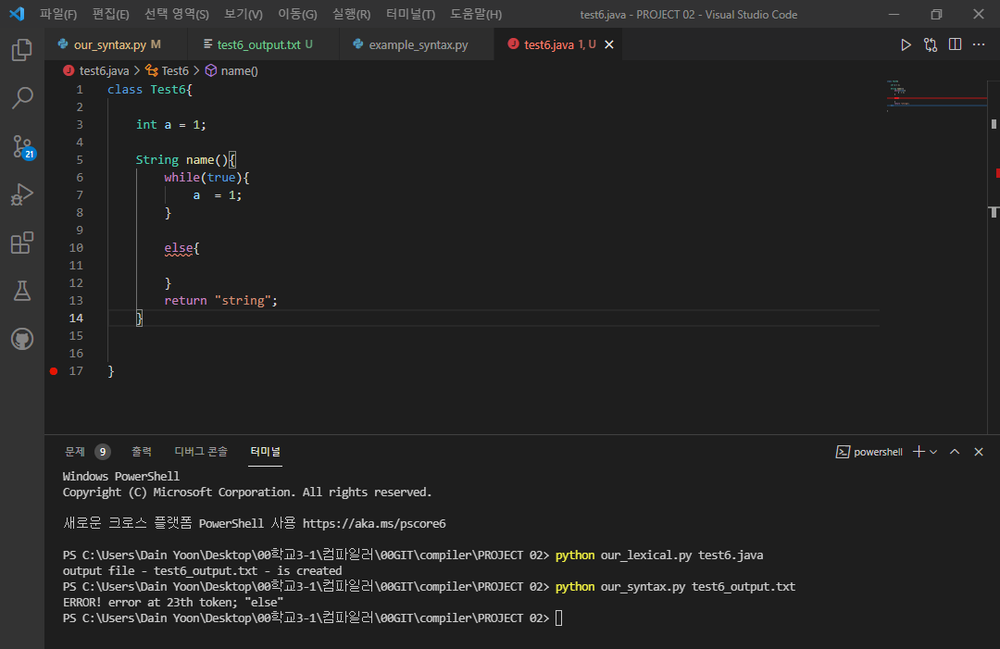 파일(F) 편집(E) 선택 영역(S) 보기(V) 이동(G) 실행(R) 터미널(T) 도움말(H) test6.java - PROJECT 02 - Visual Studio Code
our_syntax.py M test6_output.txt U example_syntax.py test6.java 1, U
test6.java > Test6 > name()
1 class Test6{
2
3 int a = 1;
4
5 String name(){
6 while(true){
7 a  = 1;
8 }
9
10 else{
11
12 }
13 return "string";
14 }
15
16
17 }
21
문제 9 출력 디버그 콘솔 터미널 powershell
Windows PowerShell
Copyright (C) Microsoft Corporation. All rights reserved.
새로운 크로스 플랫폼 PowerShell 사용 https://aka.ms/pscore6
PS C:\Users\Dain Yoon\Desktop\00학교3-1\컴파일러\00GIT\compiler\PROJECT 02> python our_lexical.py test6.java
output file - test6_output.txt - is created
PS C:\Users\Dain Yoon\Desktop\00학교3-1\컴파일러\00GIT\compiler\PROJECT 02> python our_syntax.py test6_output.txt
ERROR! error at 23th token; "else"
PS C:\Users\Dain Yoon\Desktop\00학교3-1\컴파일러\00GIT\compiler\PROJECT 02>